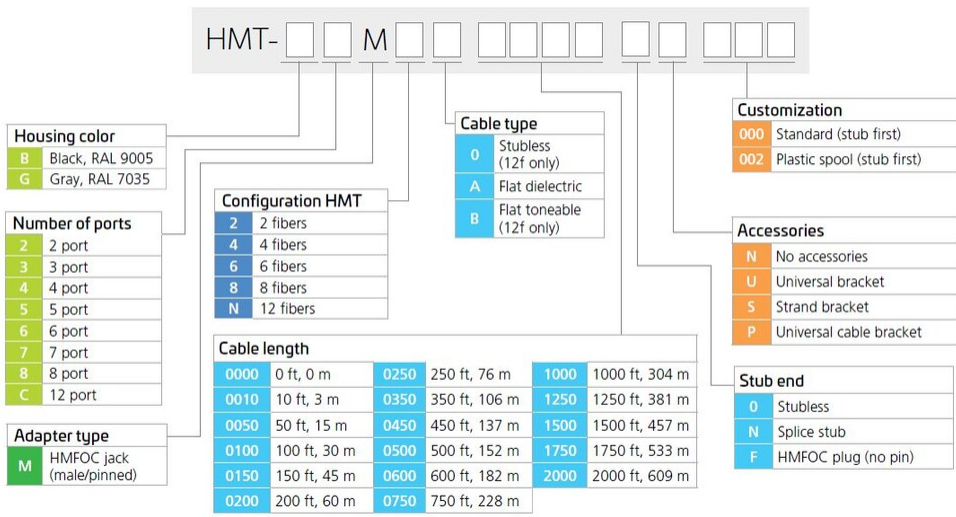 HMT- M
Housing color
B Black, RAL 9005
G Gray, RAL 7035
Number of ports
2 2 port
3 3 port
4 4 port
5 5 port
6 6 port
7 7 port
8 8 port
C 12 port
Adapter type
M HMFOC jack
(male/pinned)
Configuration HMT
2 2 fibers
4 4 fibers
6 6 fibers
8 8 fibers
N 12 fibers
Cable type
0 Stubless
(12f only)
A Flat dielectric
B Flat toneable
(12f only)
Cable length
0000 0 ft, 0 m 0250 250 ft, 76 m 1000 1000 ft, 304 m
0010 10 ft, 3 m 0350 350 ft, 106 m 1250 1250 ft, 381 m
0050 50 ft, 15 m 0450 450 ft, 137 m 1500 1500 ft, 457 m
0100 100 ft, 30 m 0500 500 ft, 152 m 1750 1750 ft, 533 m
0150 150 ft, 45 m 0600 600 ft, 182 m 2000 2000 ft, 609 m
0200 200 ft, 60 m 0750 750 ft, 228 m
Customization
000 Standard (stub first)
002 Plastic spool (stub first)
Accessories
N No accessories
U Universal bracket
S Strand bracket
P Universal cable bracket
Stub end
0 Stubless
N Splice stub
F HMFOC plug (no pin)